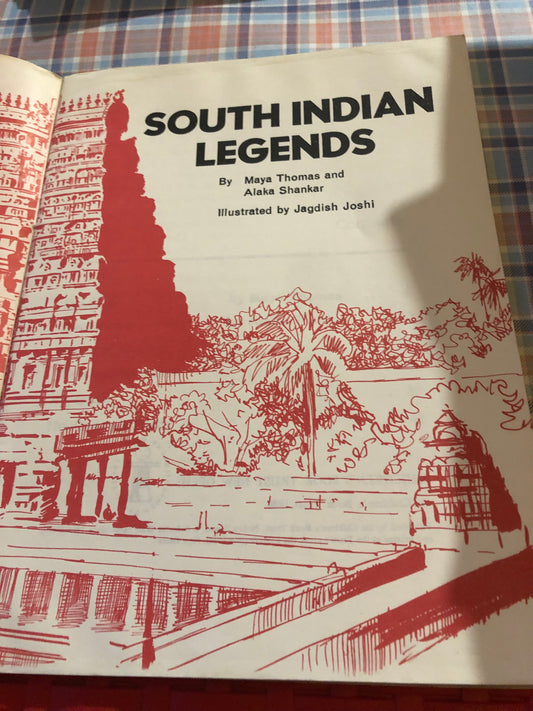 SOUTH INDIAN
LEGENDS
By Maya Thomas and
Alaka Shankar
Illustrated by Jagdish Joshi